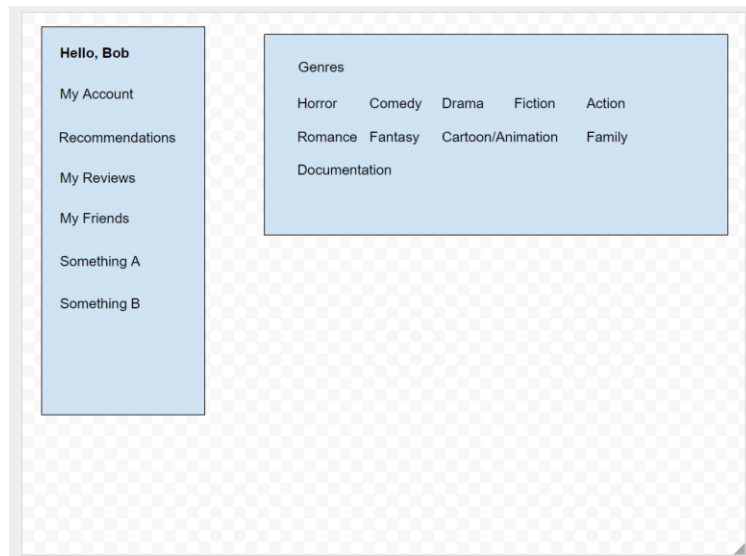 Hello, Bob
My Account
Recommendations
My Reviews
My Friends
Something A
Something B
Genres
Horror Comedy Drama Fiction Action
Romance Fantasy Cartoon/Animation Family
Documentation